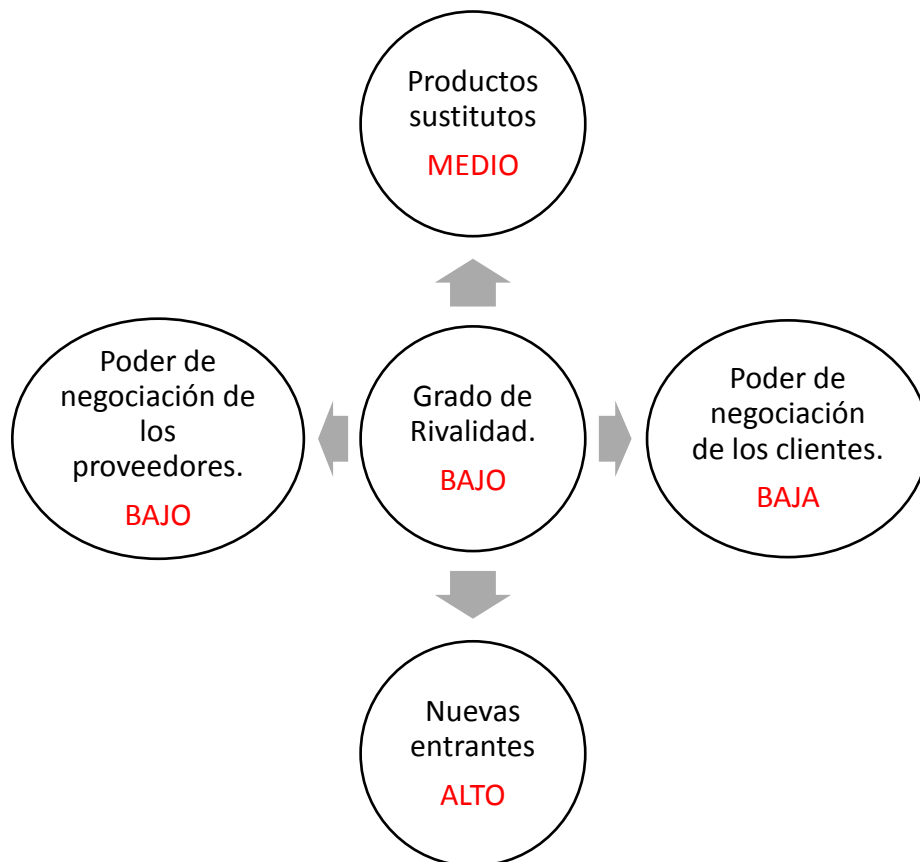 Productos
sustitutos
MEDIO
Poder de
negociación de
los
proveedores.
BAJO
Grado de
Rivalidad.
BAJO
Poder de
negociación
de los clientes.
BAJA
Nuevas
entrantes
ALTO